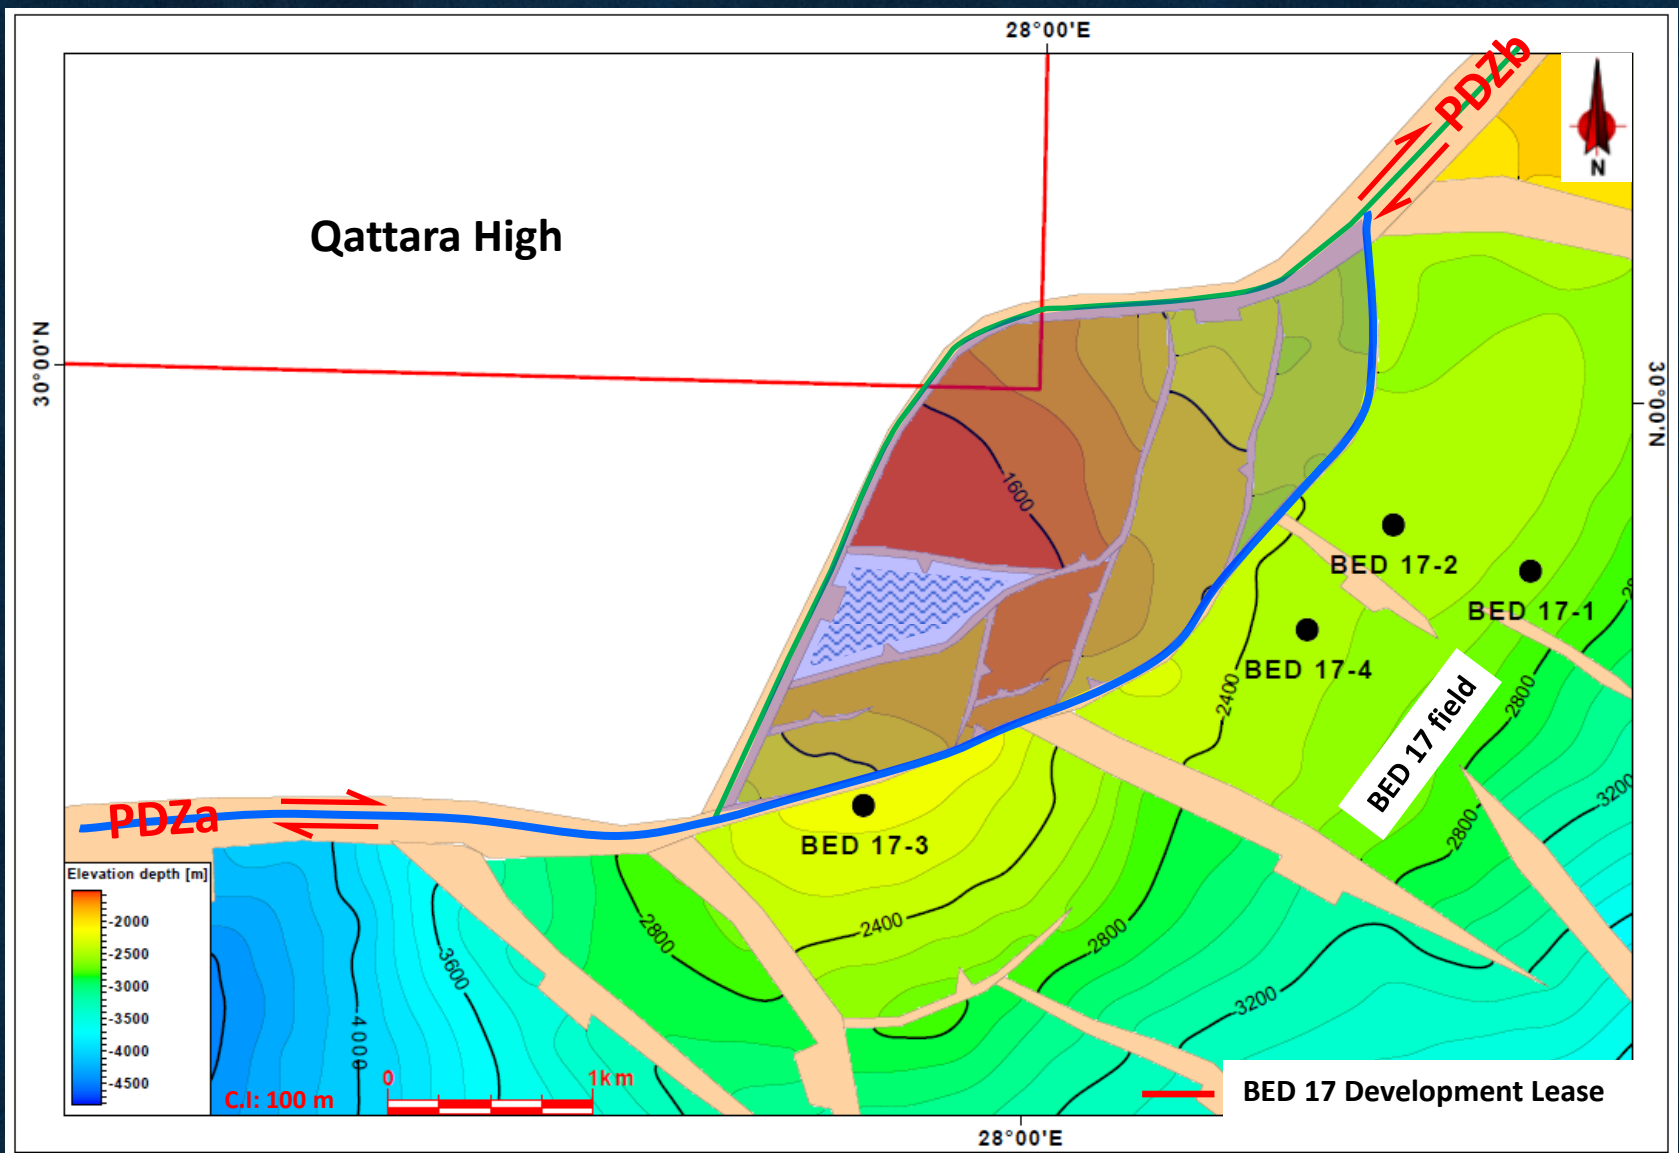 28°00'E
PDZb
N
Qattara High
30°00'N
30°00'N
1600
BED 17-2
BED 17-1
BED 17-4
2400
2800
BED 17 field
3200
2800
PDZa
BED 17-3
2400
2800
2800
3600
4000
3200
Elevation depth [m]
-2000
-2500
-3000
-3500
-4000
-4500
C.I: 100 m
0
1km
BED 17 Development Lease
28°00'E